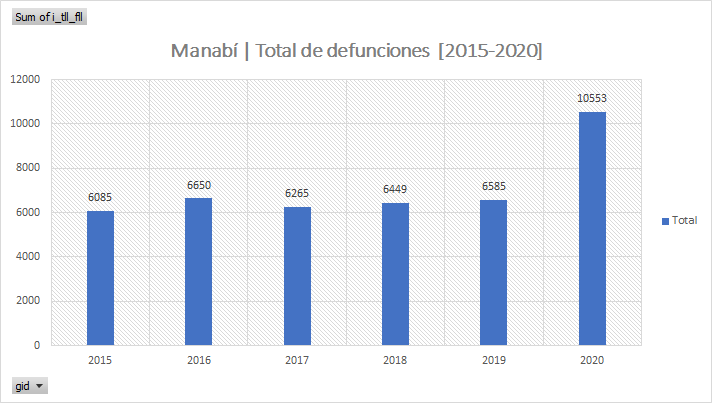 Sum of i_tll_fll
Manabí | Total de defunciones [2015-2020]
12000
10000
8000
6000
4000
2000
0
6085
6650
6265
6449
6585
10553
2015 2016 2017 2018 2019 2020
Total
gid